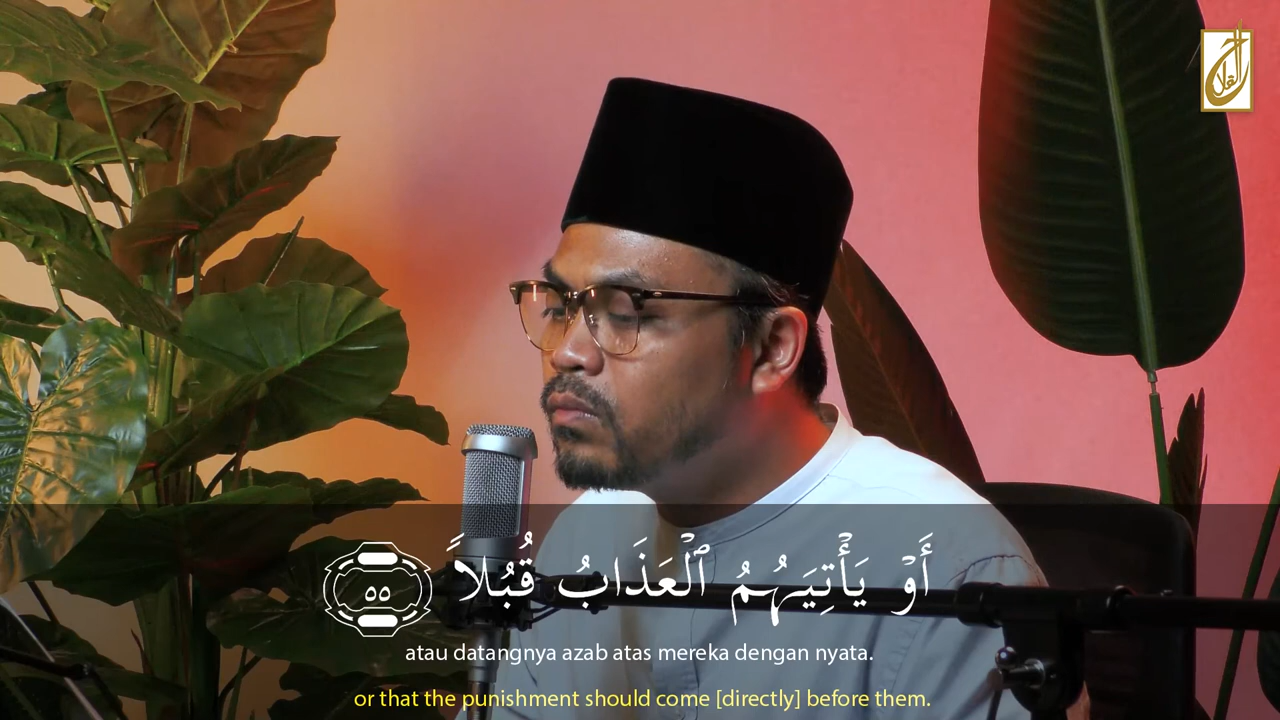 أَوْ يَأْتِيَهُمُ ٱلْعَذَابُ قُبُلًا ٥٥
atau datangnya azab atas mereka dengan nyata.
or that the punishment should come [directly] before them.